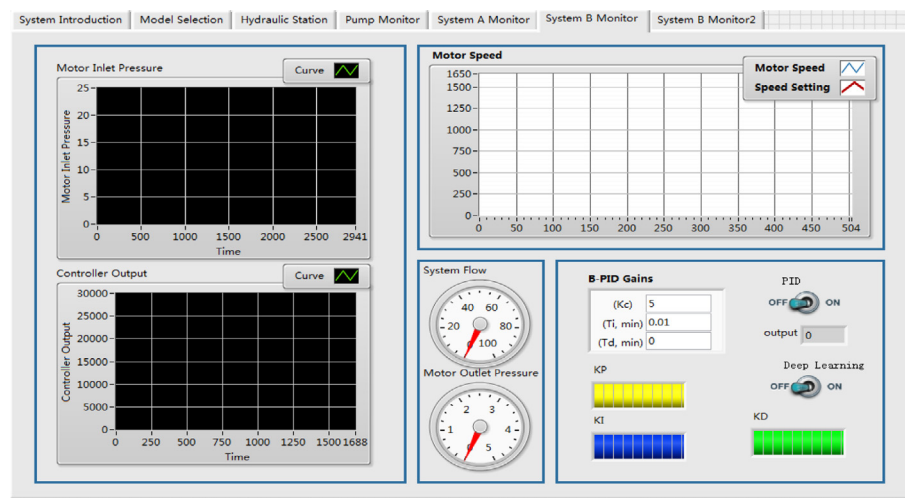 System Introduction Model Selection Hydraulic Station Pump Monitor System A Monitor System B Monitor System B Monitor2
Motor Inlet Pressure
Curve
Motor Inlet Pressure
25
20
15
10
5
0
0 500 1000 1500 2000 2500 2941
Time
Controller Output
Curve
Controller Output
30000
25000
20000
15000
10000
5000
0
0 250 500 750 1000 1250 1500 1688
Time
Motor Speed
Motor Speed
Speed Setting
1650
1500
1250
1000
750
500
250
0
0 50 100 150 200 250 300 350 400 450 504
System Flow
40 60
20 80
0 100
Motor Outlet Pressure
2 3
1 4
0 5
B-PID Gains
(Kc) 5
(Ti, min) 0.01
(Td, min) 0
PID
OFF ON
output 0
Deep Learning
OFF ON
KP
KI
KD